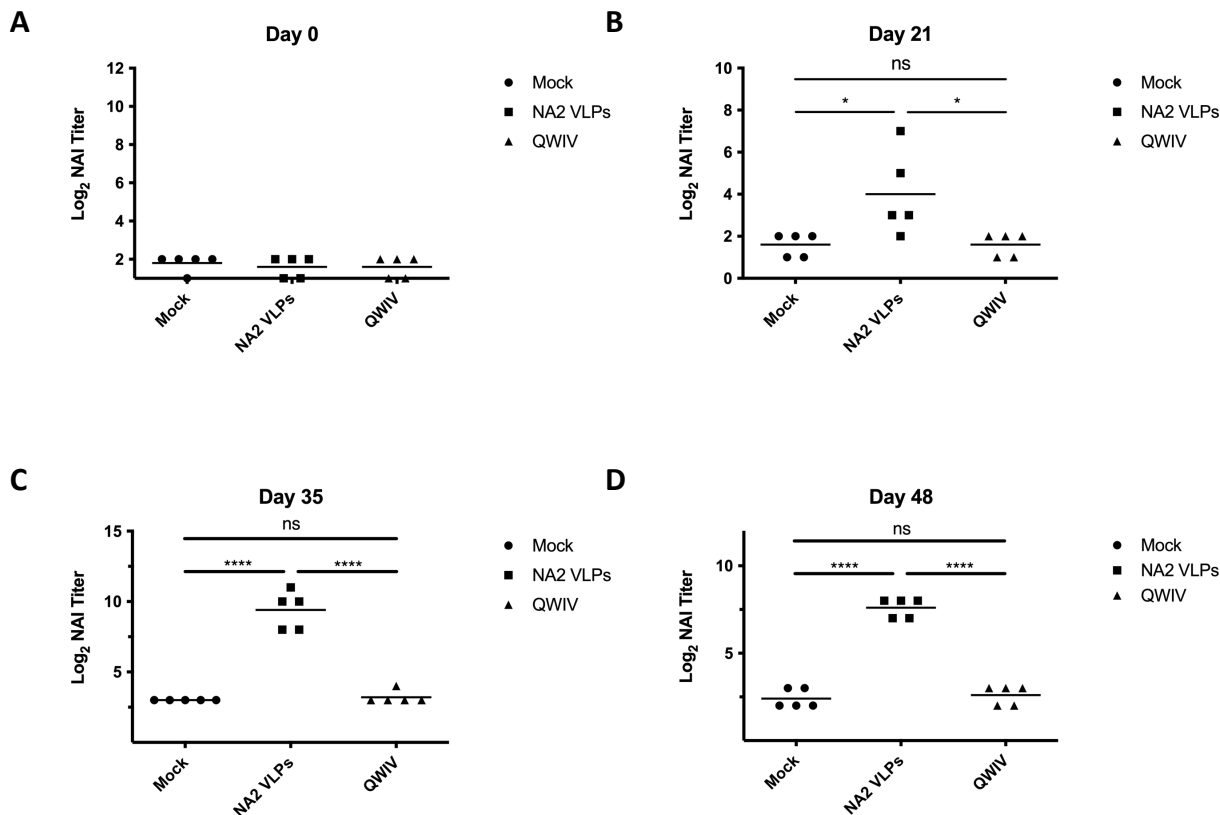 A
Day 0
Log2 NAI Titer
12
10
8
6
4
2
Mock
NA2 VLPs
QWIV
Mock
NA2 VLPs
QWIV
B
Day 21
Log2 NAI Titer
10
8
6
4
2
0
ns
* *
Mock
NA2 VLPs
QWIV
Mock
NA2 VLPs
QWIV
C
Day 35
Log2 NAI Titer
15
10
5
ns
**** ****
Mock
NA2 VLPs
QWIV
Mock
NA2 VLPs
QWIV
D
Day 48
Log2 NAI Titer
10
5
ns
**** ****
Mock
NA2 VLPs
QWIV
Mock
NA2 VLPs
QWIV